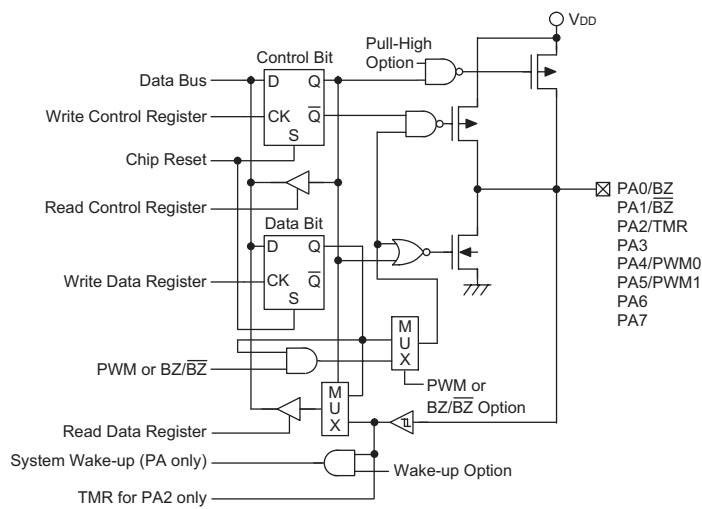 VDD
Control Bit
Pull-High
Option
Data Bus
D
Q
Write Control Register
CK
Q̅
S
Chip Reset
Read Control Register
Data Bit
D
Q
Write Data Register
CK
Q̅
S
PA0/BZ
PA1/B̅Z̅
PA2/TMR
PA3
PA4/PWM0
PA5/PWM1
PA6
PA7
M
U
X
PWM or BZ/B̅Z̅
PWM or
BZ/B̅Z̅ Option
M
U
X
Read Data Register
System Wake-up (PA only)
Wake-up Option
TMR for PA2 only